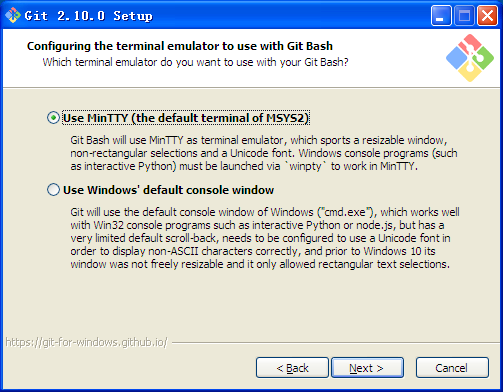 Git 2.10.0 Setup
Configuring the terminal emulator to use with Git Bash
Which terminal emulator do you want to use with your Git Bash?
Use MinTTY (the default terminal of MSYS2)
Git Bash will use MinTTY as terminal emulator, which sports a resizable window,
non-rectangular selections and a Unicode font. Windows console programs (such
as interactive Python) must be launched via `winpty` to work in MinTTY.
Use Windows' default console window
Git will use the default console window of Windows ("cmd.exe"), which works well
with Win32 console programs such as interactive Python or node.js, but has a
very limited default scroll-back, needs to be configured to use a Unicode font in
order to display non-ASCII characters correctly, and prior to Windows 10 its
window was not freely resizable and it only allowed rectangular text selections.
https://git-for-windows.github.io/
< Back Next > Cancel